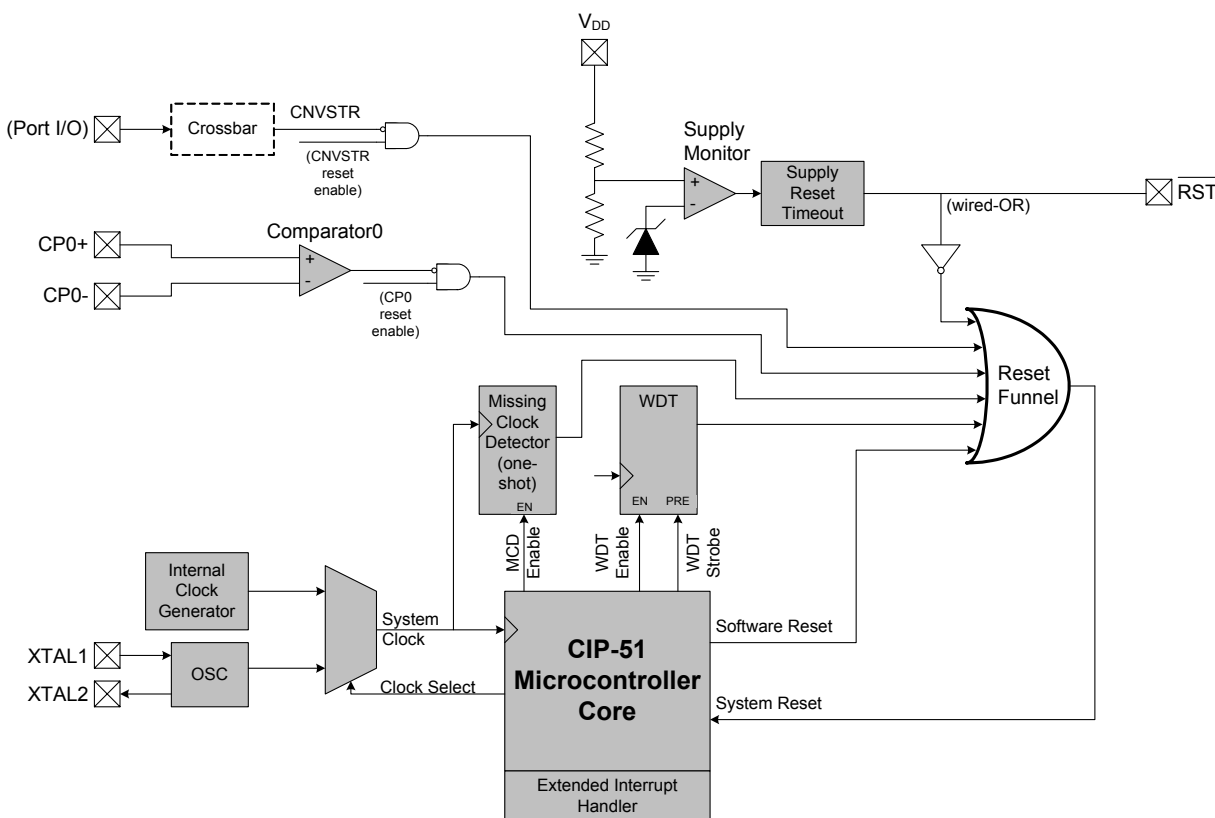 VDD
(Port I/O)
Crossbar
CNVSTR
(CNVSTR
reset
enable)
Supply
Monitor
+
-
Supply
Reset
Timeout
(wired-OR)
RST
Comparator0
CP0+
CP0-
+
-
(CP0
reset
enable)
Reset
Funnel
Missing
Clock
Detector
(one-
shot)
EN
WDT
EN
PRE
MCD
Enable
WDT
Enable
WDT
Strobe
Internal
Clock
Generator
System
Clock
XTAL1
XTAL2
OSC
Clock Select
CIP-51
Microcontroller
Core
Software Reset
System Reset
Extended Interrupt
Handler